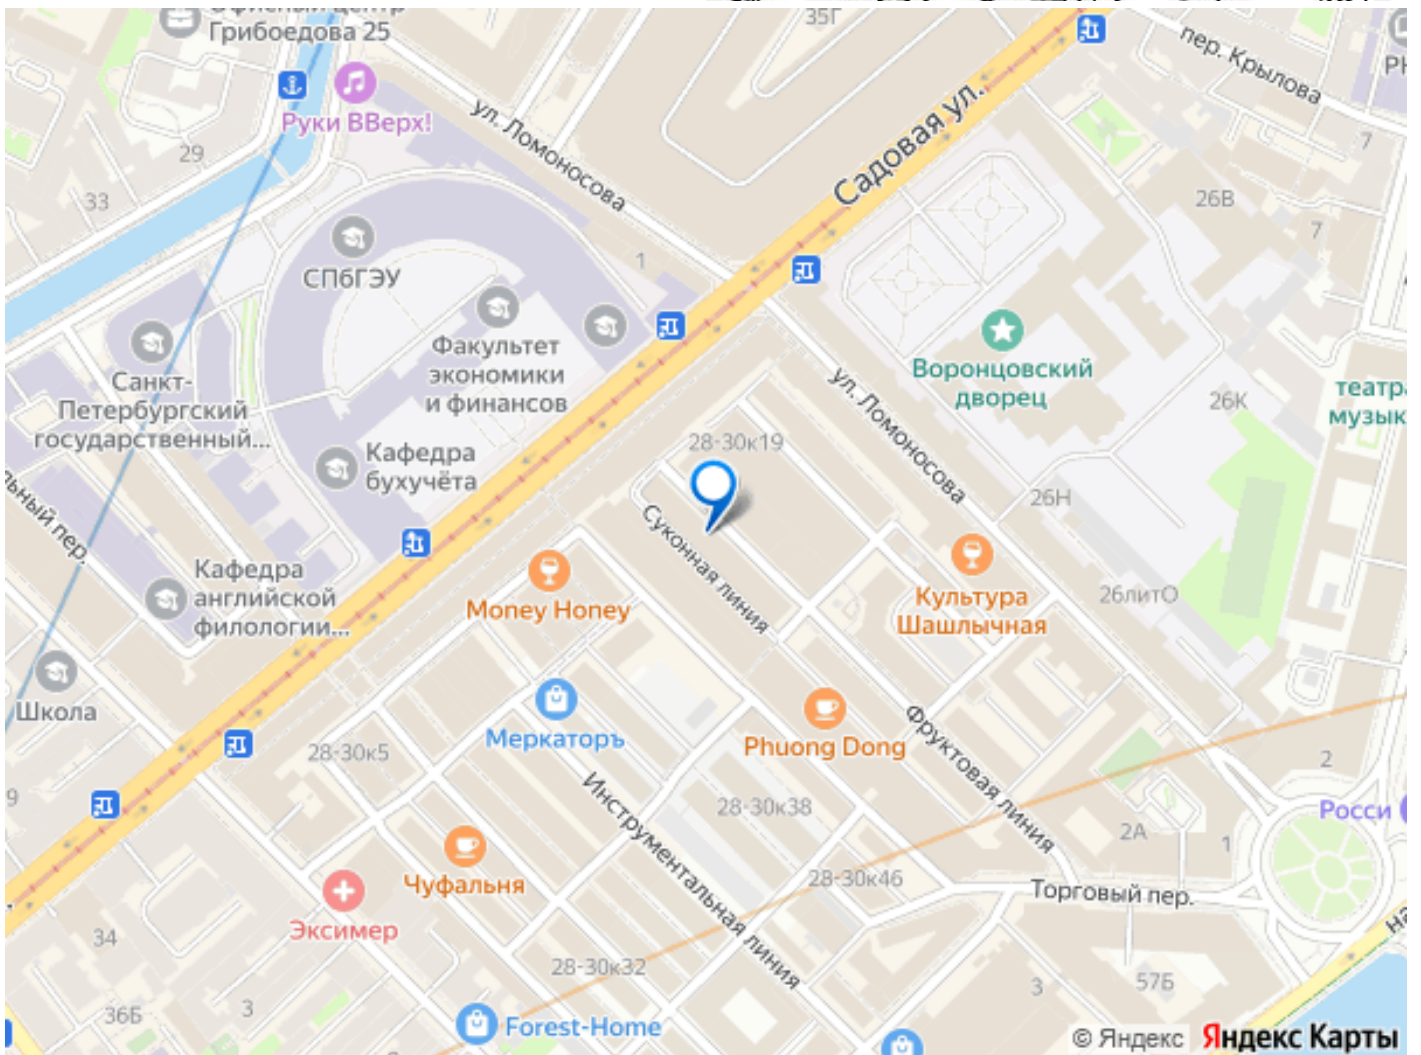 Офисный центр
Грибоедова 25
35Г
пер. Крылова
Руки ВВерх!
ул. Ломоносова
Садовая ул.
29
7
33
26В
7
СПбГЭУ
1
Факультет
экономики
и финансов
Воронцовский
дворец
Санкт-
Петербургский
государственный...
ул. Ломоносова
26К
28-30к19
Кафедра
бухучёта
26Н
Суконная линия
Кафедра
английской
филологии...
Money Honey
Культура
Шашлычная
26литО
Школа
Меркаторъ
Phuong Dong
Фруктовая линия
28-30к5
2
9
Инструментальная линия
28-30к38
Росси
2А
1
Чуфальня
28-30к46
Торговый пер.
Эксимер
34
28-30к32
57Б
3
36Б
3
Forest-Home
© Яндекс Яндекс Карты